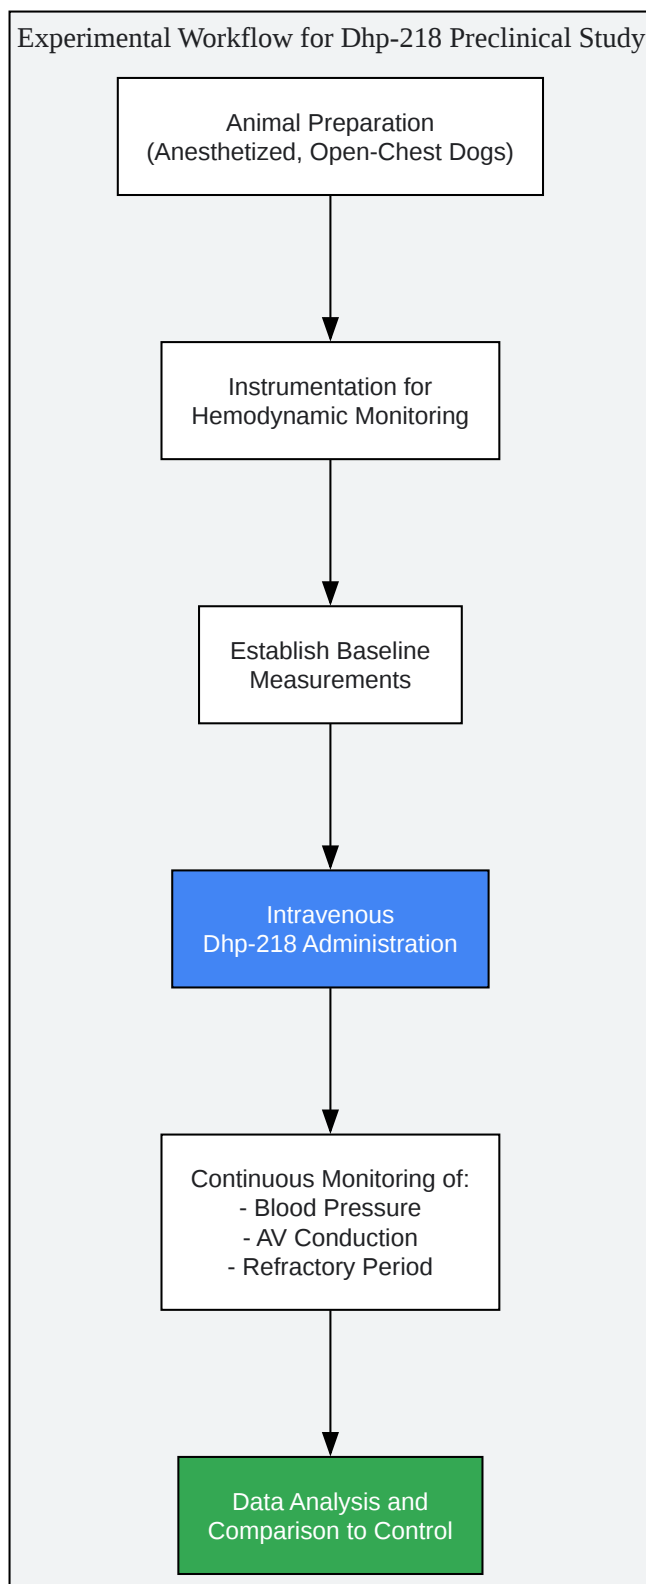 Experimental Workflow for Dhp-218 Preclinical Study
Animal Preparation
(Anesthetized, Open-Chest Dogs)
Instrumentation for
Hemodynamic Monitoring
Establish Baseline
Measurements
Intravenous
Dhp-218 Administration
Continuous Monitoring of:
- Blood Pressure
- AV Conduction
- Refractory Period
Data Analysis and
Comparison to Control